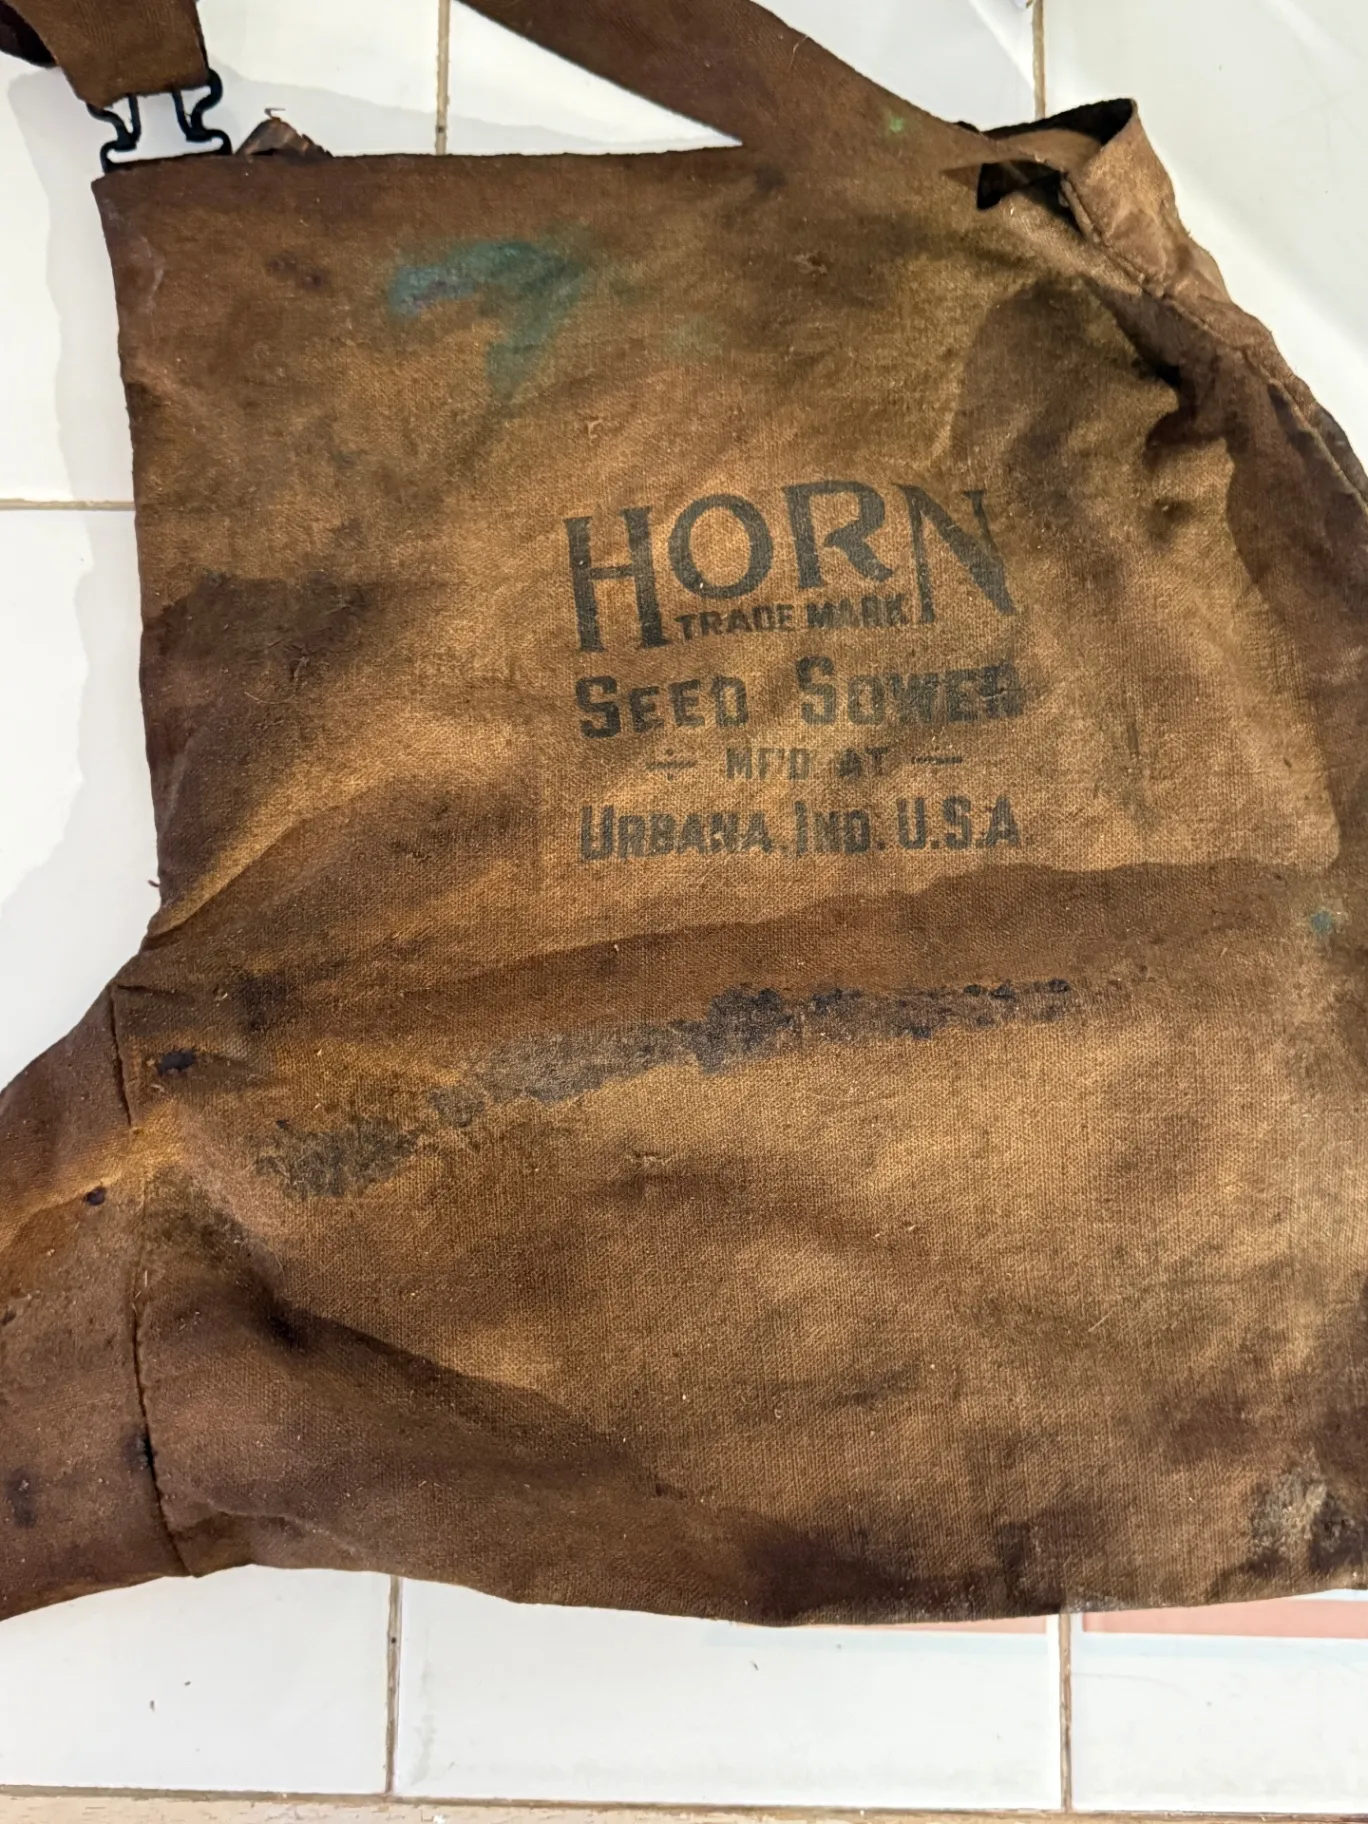 HORN
TRADE MARK
SEED SOWER
MF'D AT
URBANA, IND. U.S.A